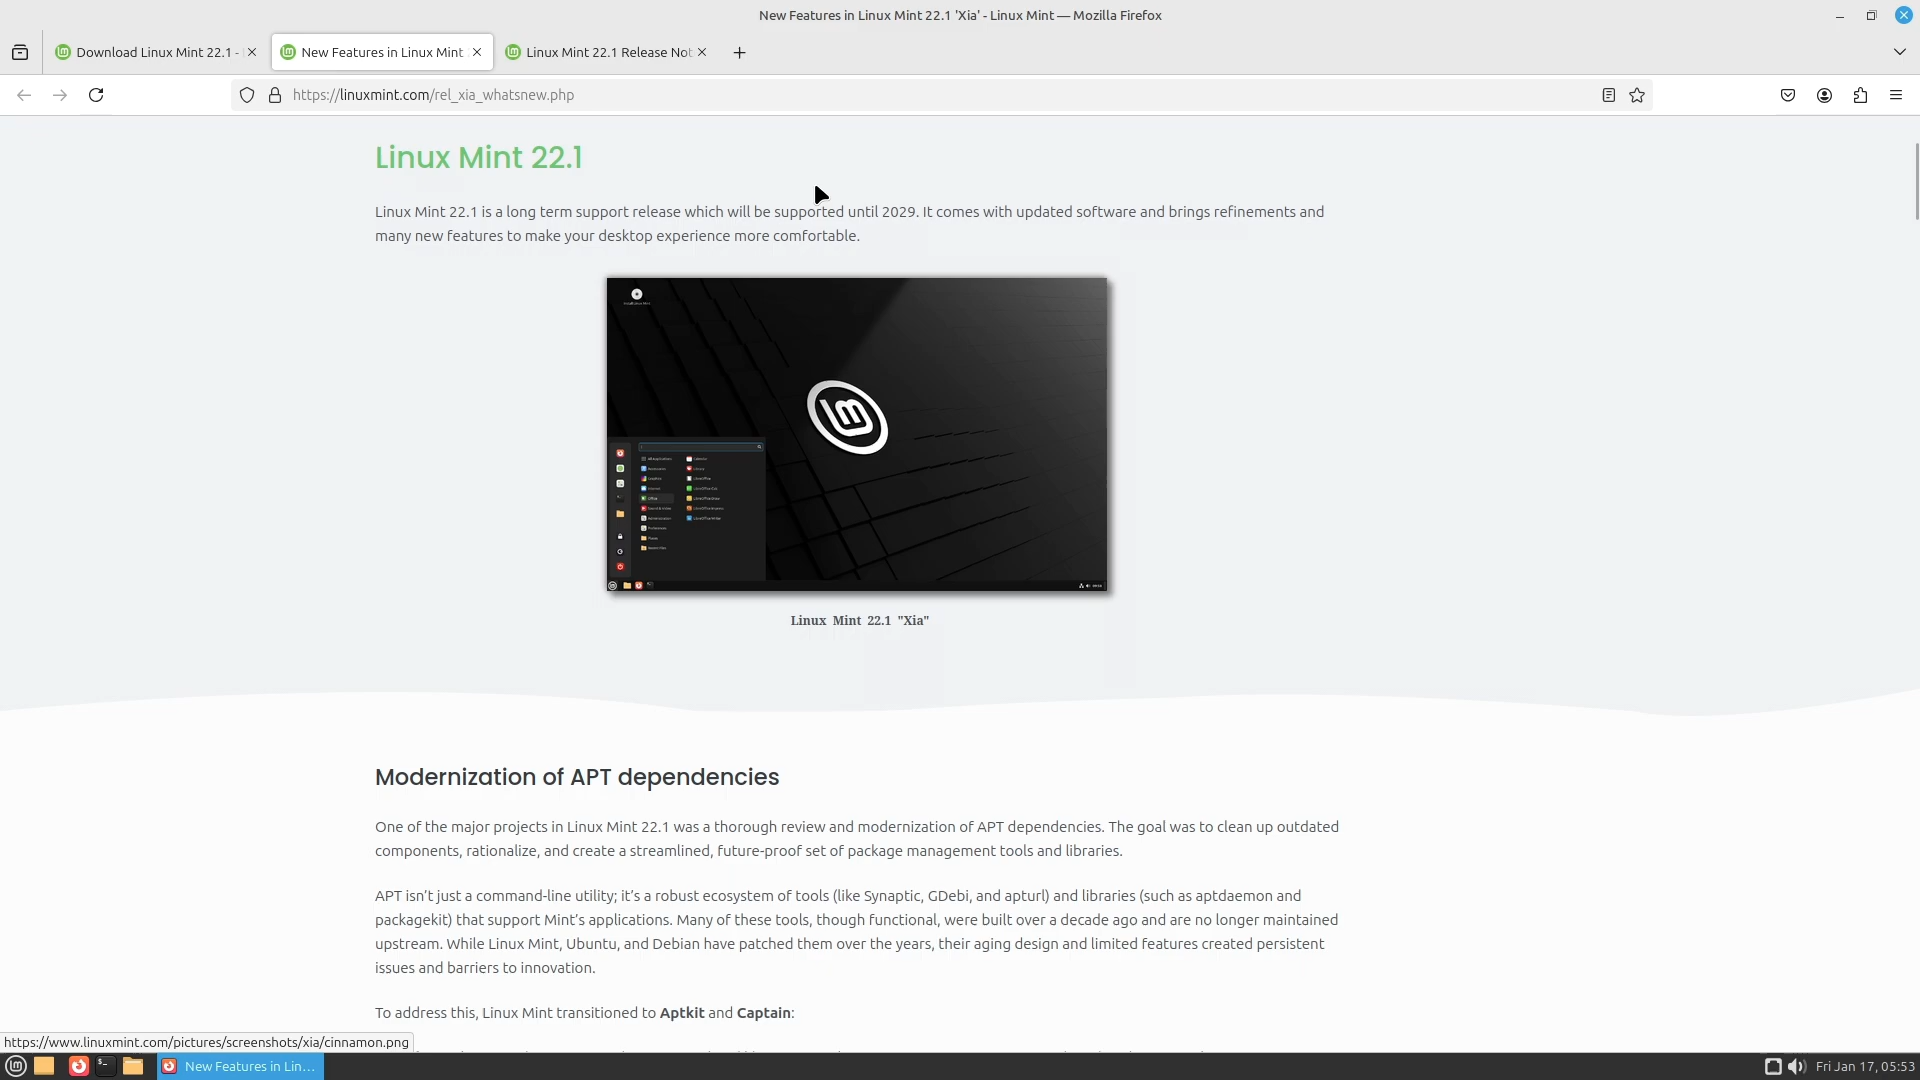 New Features in Linux Mint 22.1 'Xia' - Linux Mint — Mozilla Firefox
Download Linux Mint 22.1 -
New Features in Linux Mint
Linux Mint 22.1 Release Not
https://linuxmint.com/rel_xia_whatsnew.php
Linux Mint 22.1
Linux Mint 22.1 is a long term support release which will be supported until 2029. It comes with updated software and brings refinements and
many new features to make your desktop experience more comfortable.
Linux Mint 22.1 "Xia"
Modernization of APT dependencies
One of the major projects in Linux Mint 22.1 was a thorough review and modernization of APT dependencies. The goal was to clean up outdated
components, rationalize, and create a streamlined, future-proof set of package management tools and libraries.
APT isn’t just a command-line utility; it’s a robust ecosystem of tools (like Synaptic, GDebi, and apturl) and libraries (such as aptdaemon and
packagekit) that support Mint’s applications. Many of these tools, though functional, were built over a decade ago and are no longer maintained
upstream. While Linux Mint, Ubuntu, and Debian have patched them over the years, their aging design and limited features created persistent
issues and barriers to innovation.
To address this, Linux Mint transitioned to Aptkit and Captain:
https://www.linuxmint.com/pictures/screenshots/xia/cinnamon.png
New Features in Lin...
Fri Jan 17, 05:53